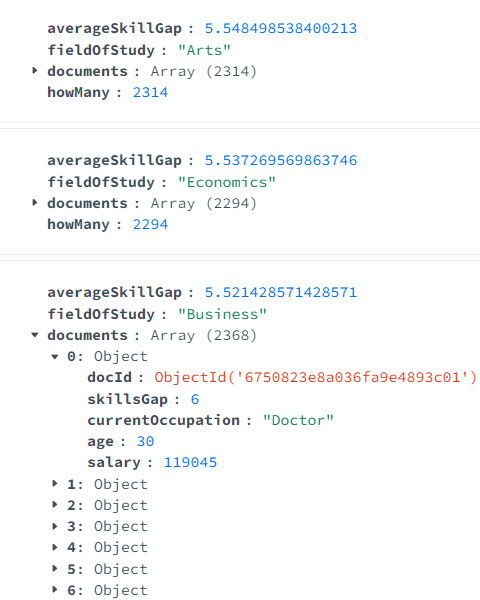 averageSkillGap : 5.548498538400213
fieldOfStudy : "Arts"
documents : Array (2314)
howMany : 2314
averageSkillGap : 5.537269569863746
fieldOfStudy : "Economics"
documents : Array (2294)
howMany : 2294
averageSkillGap : 5.521428571428571
fieldOfStudy : "Business"
documents : Array (2368)
0: Object
docId : ObjectId('6750823e8a036fa9e4893c01')
skillsGap : 6
currentOccupation : "Doctor"
age : 30
salary : 119045
1: Object
2: Object
3: Object
4: Object
5: Object
6: Object